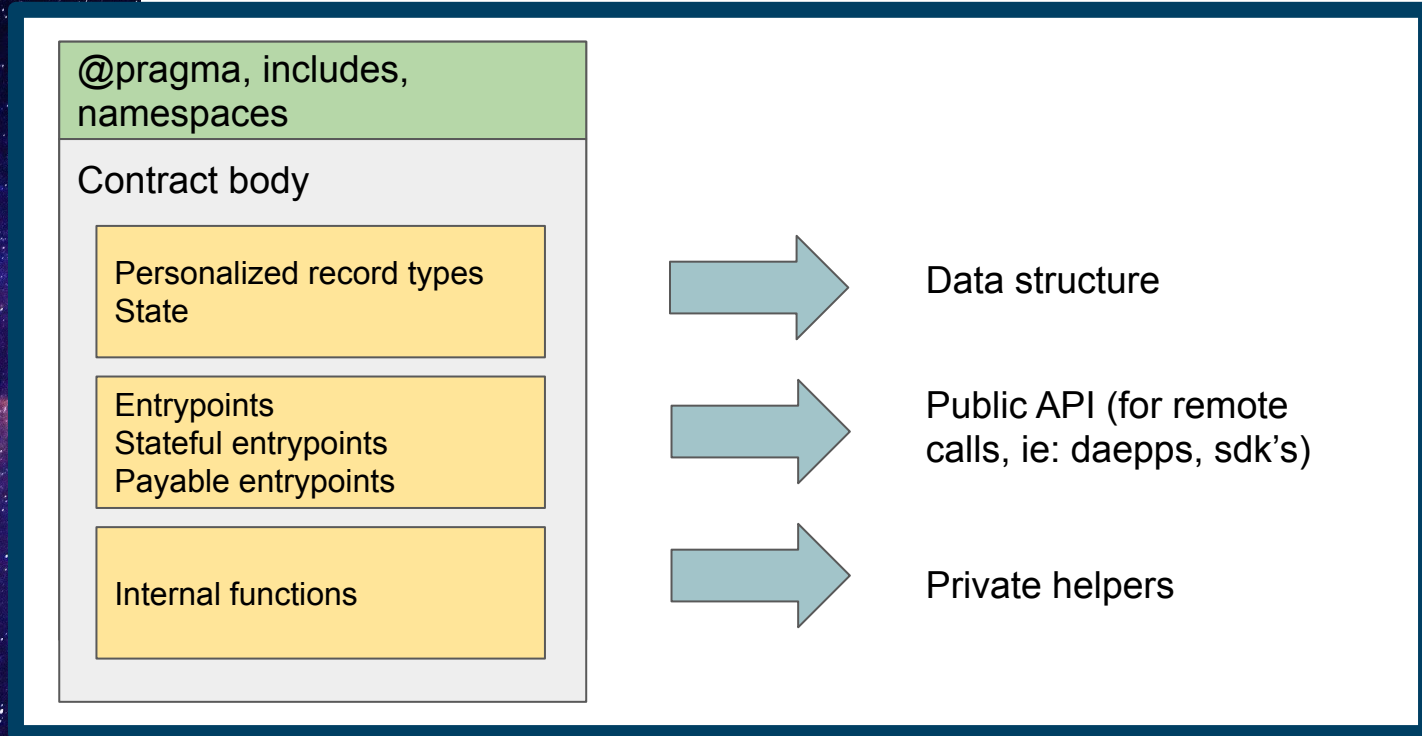 @pragma, includes,
namespaces
Contract body
Personalized record types
State
Data structure
Entrypoints
Stateful entrypoints
Payable entrypoints
Public API (for remote
calls, ie: daepps, sdk’s)
Internal functions
Private helpers